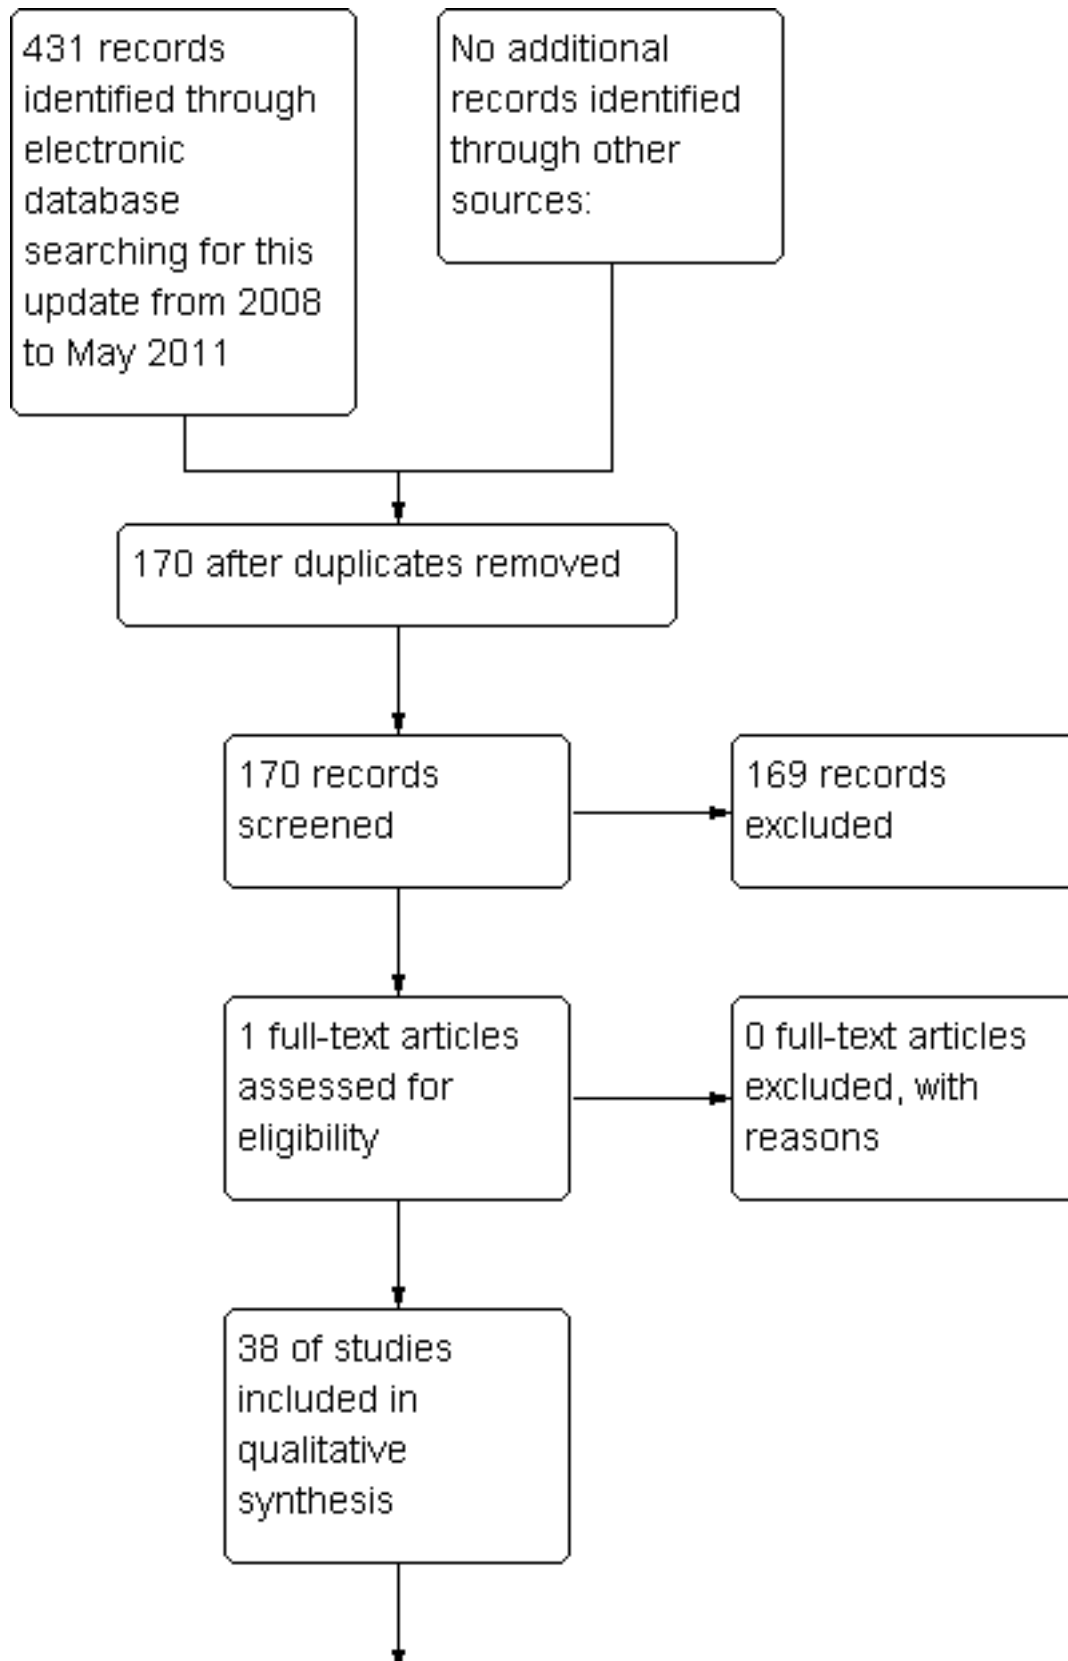 431 records
identified through
electronic
database
searching for this
update from 2008
to May 2011
No additional
records identified
through other
sources:
170 after duplicates removed
170 records
screened
169 records
excluded
1 full-text articles
assessed for
eligibility
0 full-text articles
excluded, with
reasons
38 of studies
included in
qualitative
synthesis